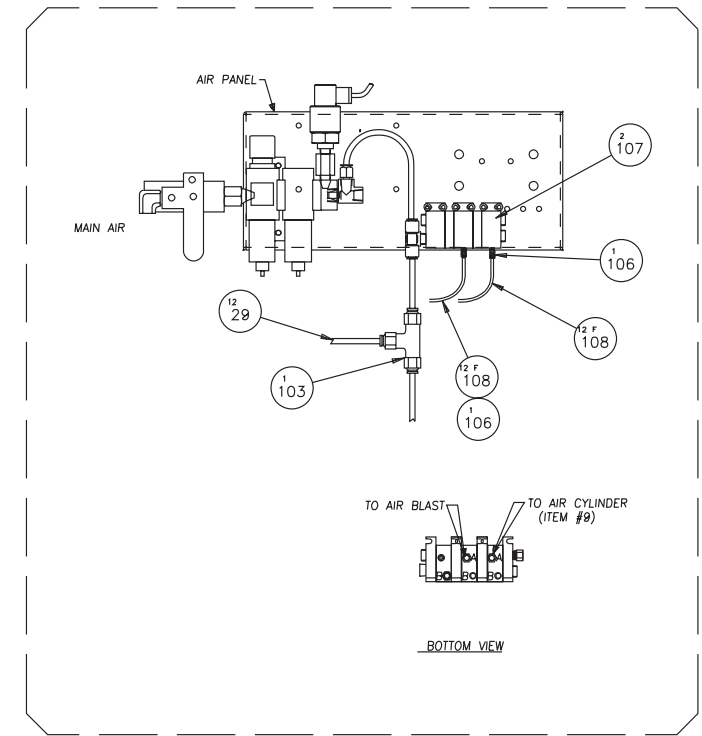 AIR PANEL
2
107
MAIN AIR
1
106
12
29
12 F
108
12 F
108
1
103
1
106
TO AIR BLAST
TO AIR CYLINDER
(ITEM #9)
A
A
B
B
B
BOTTOM VIEW